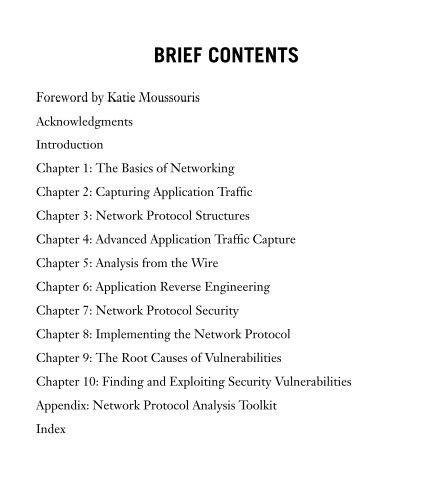 BRIEF CONTENTS
Foreword by Katie Moussouris
Acknowledgments
Introduction
Chapter 1: The Basics of Networking
Chapter 2: Capturing Application Traffic
Chapter 3: Network Protocol Structures
Chapter 4: Advanced Application Traffic Capture
Chapter 5: Analysis from the Wire
Chapter 6: Application Reverse Engineering
Chapter 7: Network Protocol Security
Chapter 8: Implementing the Network Protocol
Chapter 9: The Root Causes of Vulnerabilities
Chapter 10: Finding and Exploiting Security Vulnerabilities
Appendix: Network Protocol Analysis Toolkit
Index